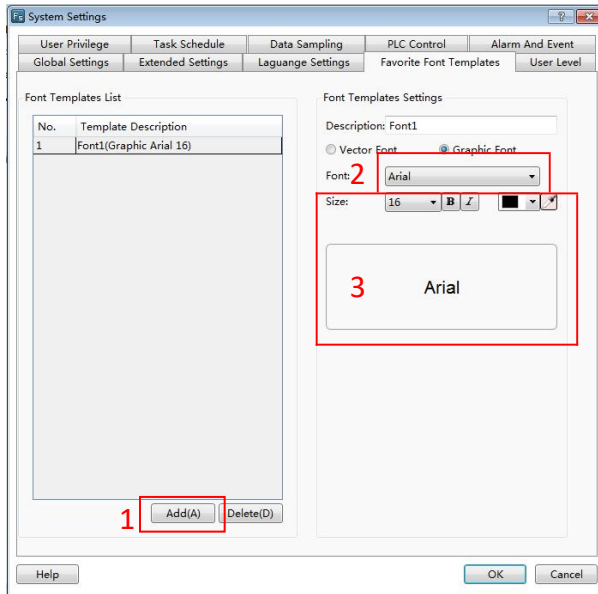 System Settings
User Privilege Task Schedule Data Sampling PLC Control Alarm And Event
Global Settings Extended Settings Laguange Settings Favorite Font Templates User Level
Font Templates List
No. Template Description
1 Font1(Graphic Arial 16)
1
Add(A) Delete(D)
Font Templates Settings
Description: Font1
Vector Font Graphic Font
2
Font: Arial
Size: 16 B I
3
Arial
Help OK Cancel